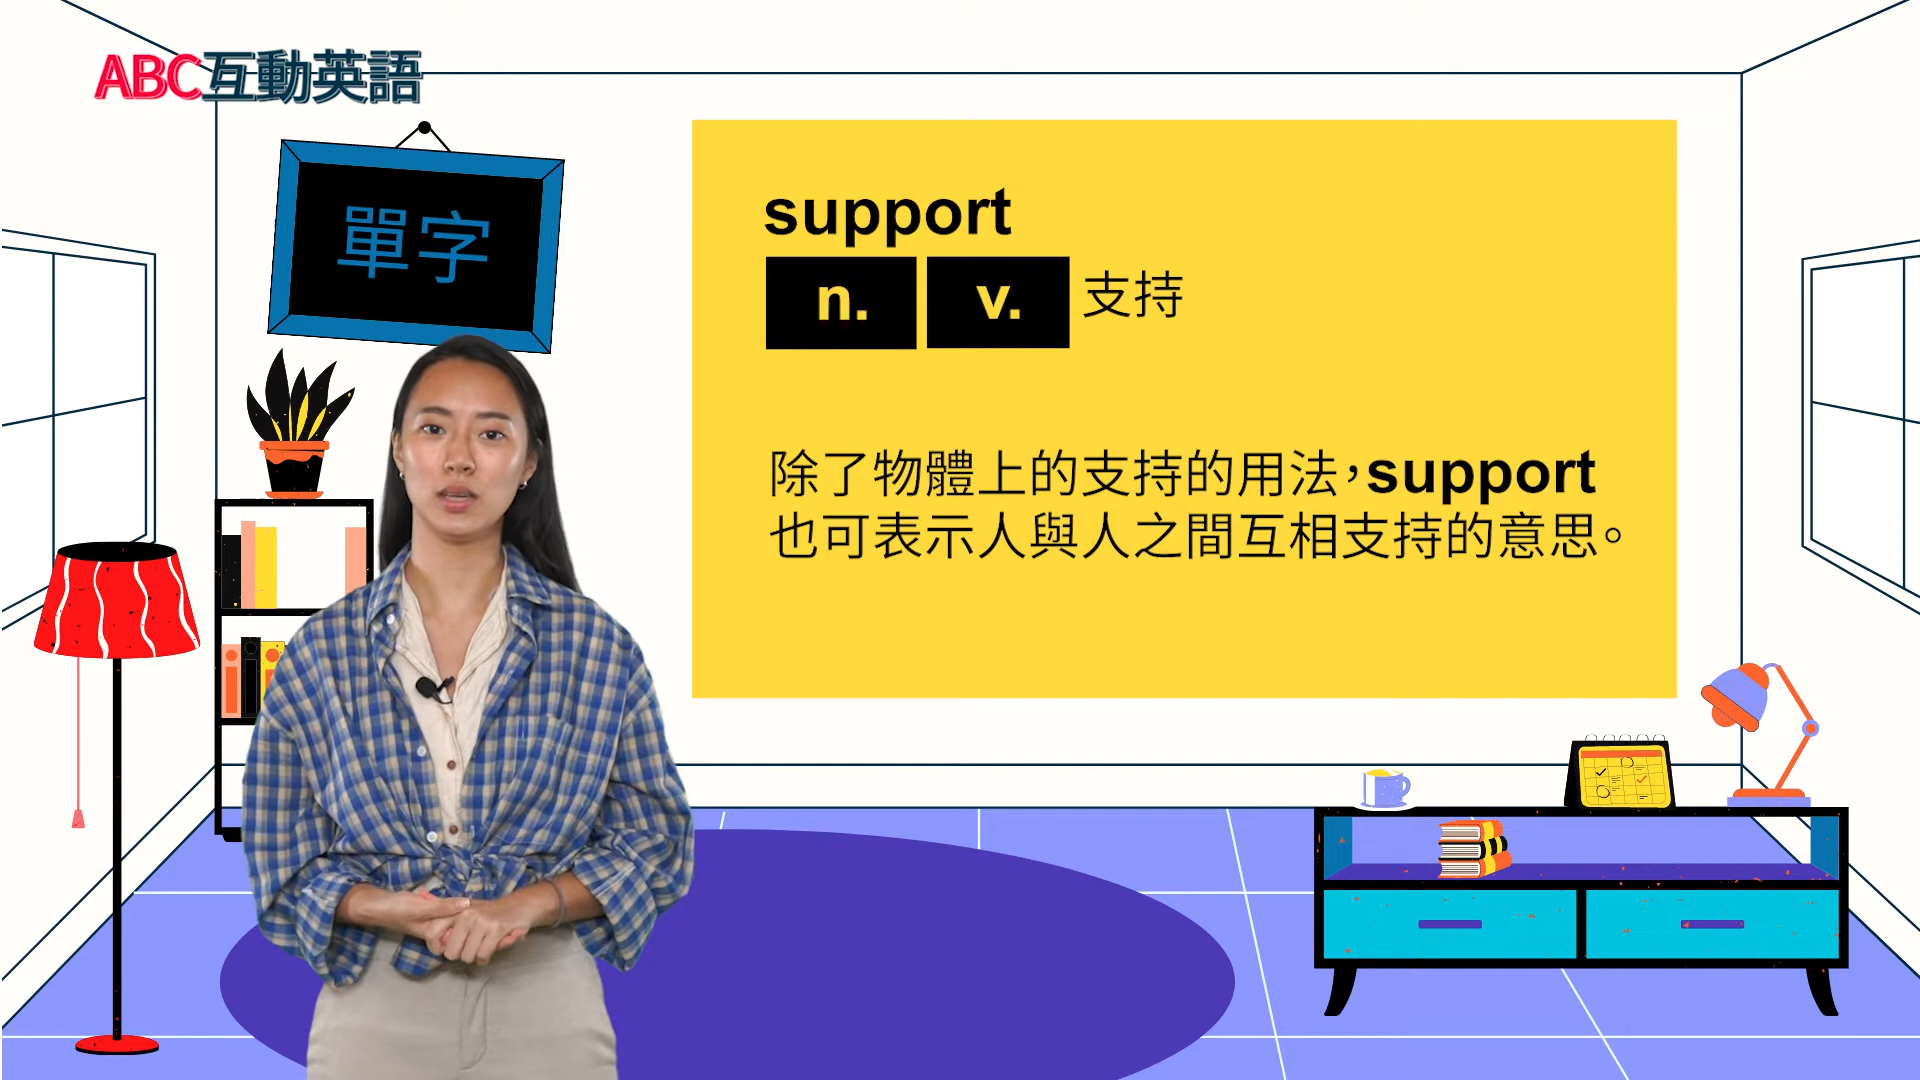 ABC互動英語
單字
support
n. v. 支持
除了物體上的支持的用法，support
也可表示人與人之間互相支持的意思。